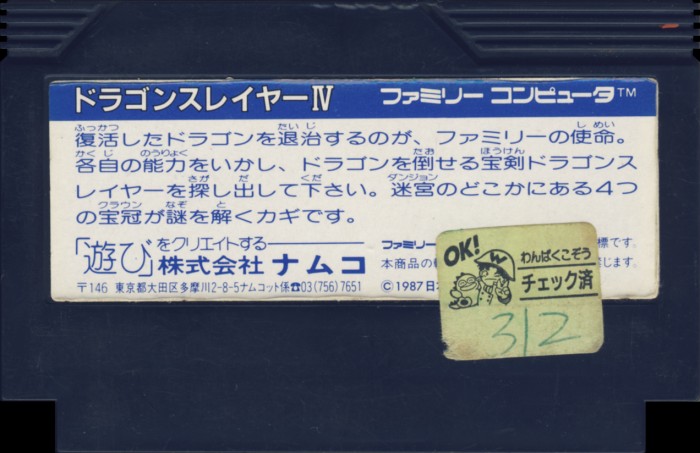 ドラゴンスレイヤーIV ファミリー コンピュータ™
復活したドラゴンを退治するのが、ファミリーの使命。
各自の能力をいかし、ドラゴンを倒せる宝剣ドラゴンス
レイヤーを探し出して下さい。迷宮のどこかにある4つ
の宝冠が謎を解くカギです。
「遊び」をクリエイトする
株式会社 ナムコ
〒146 東京都大田区多摩川2-8-5ナムコット係☎03(756)7651
ファミリー 標です。
本商品の 禁じます。
©1987日本
OK!
わんぱくこぞう
チェック済
312